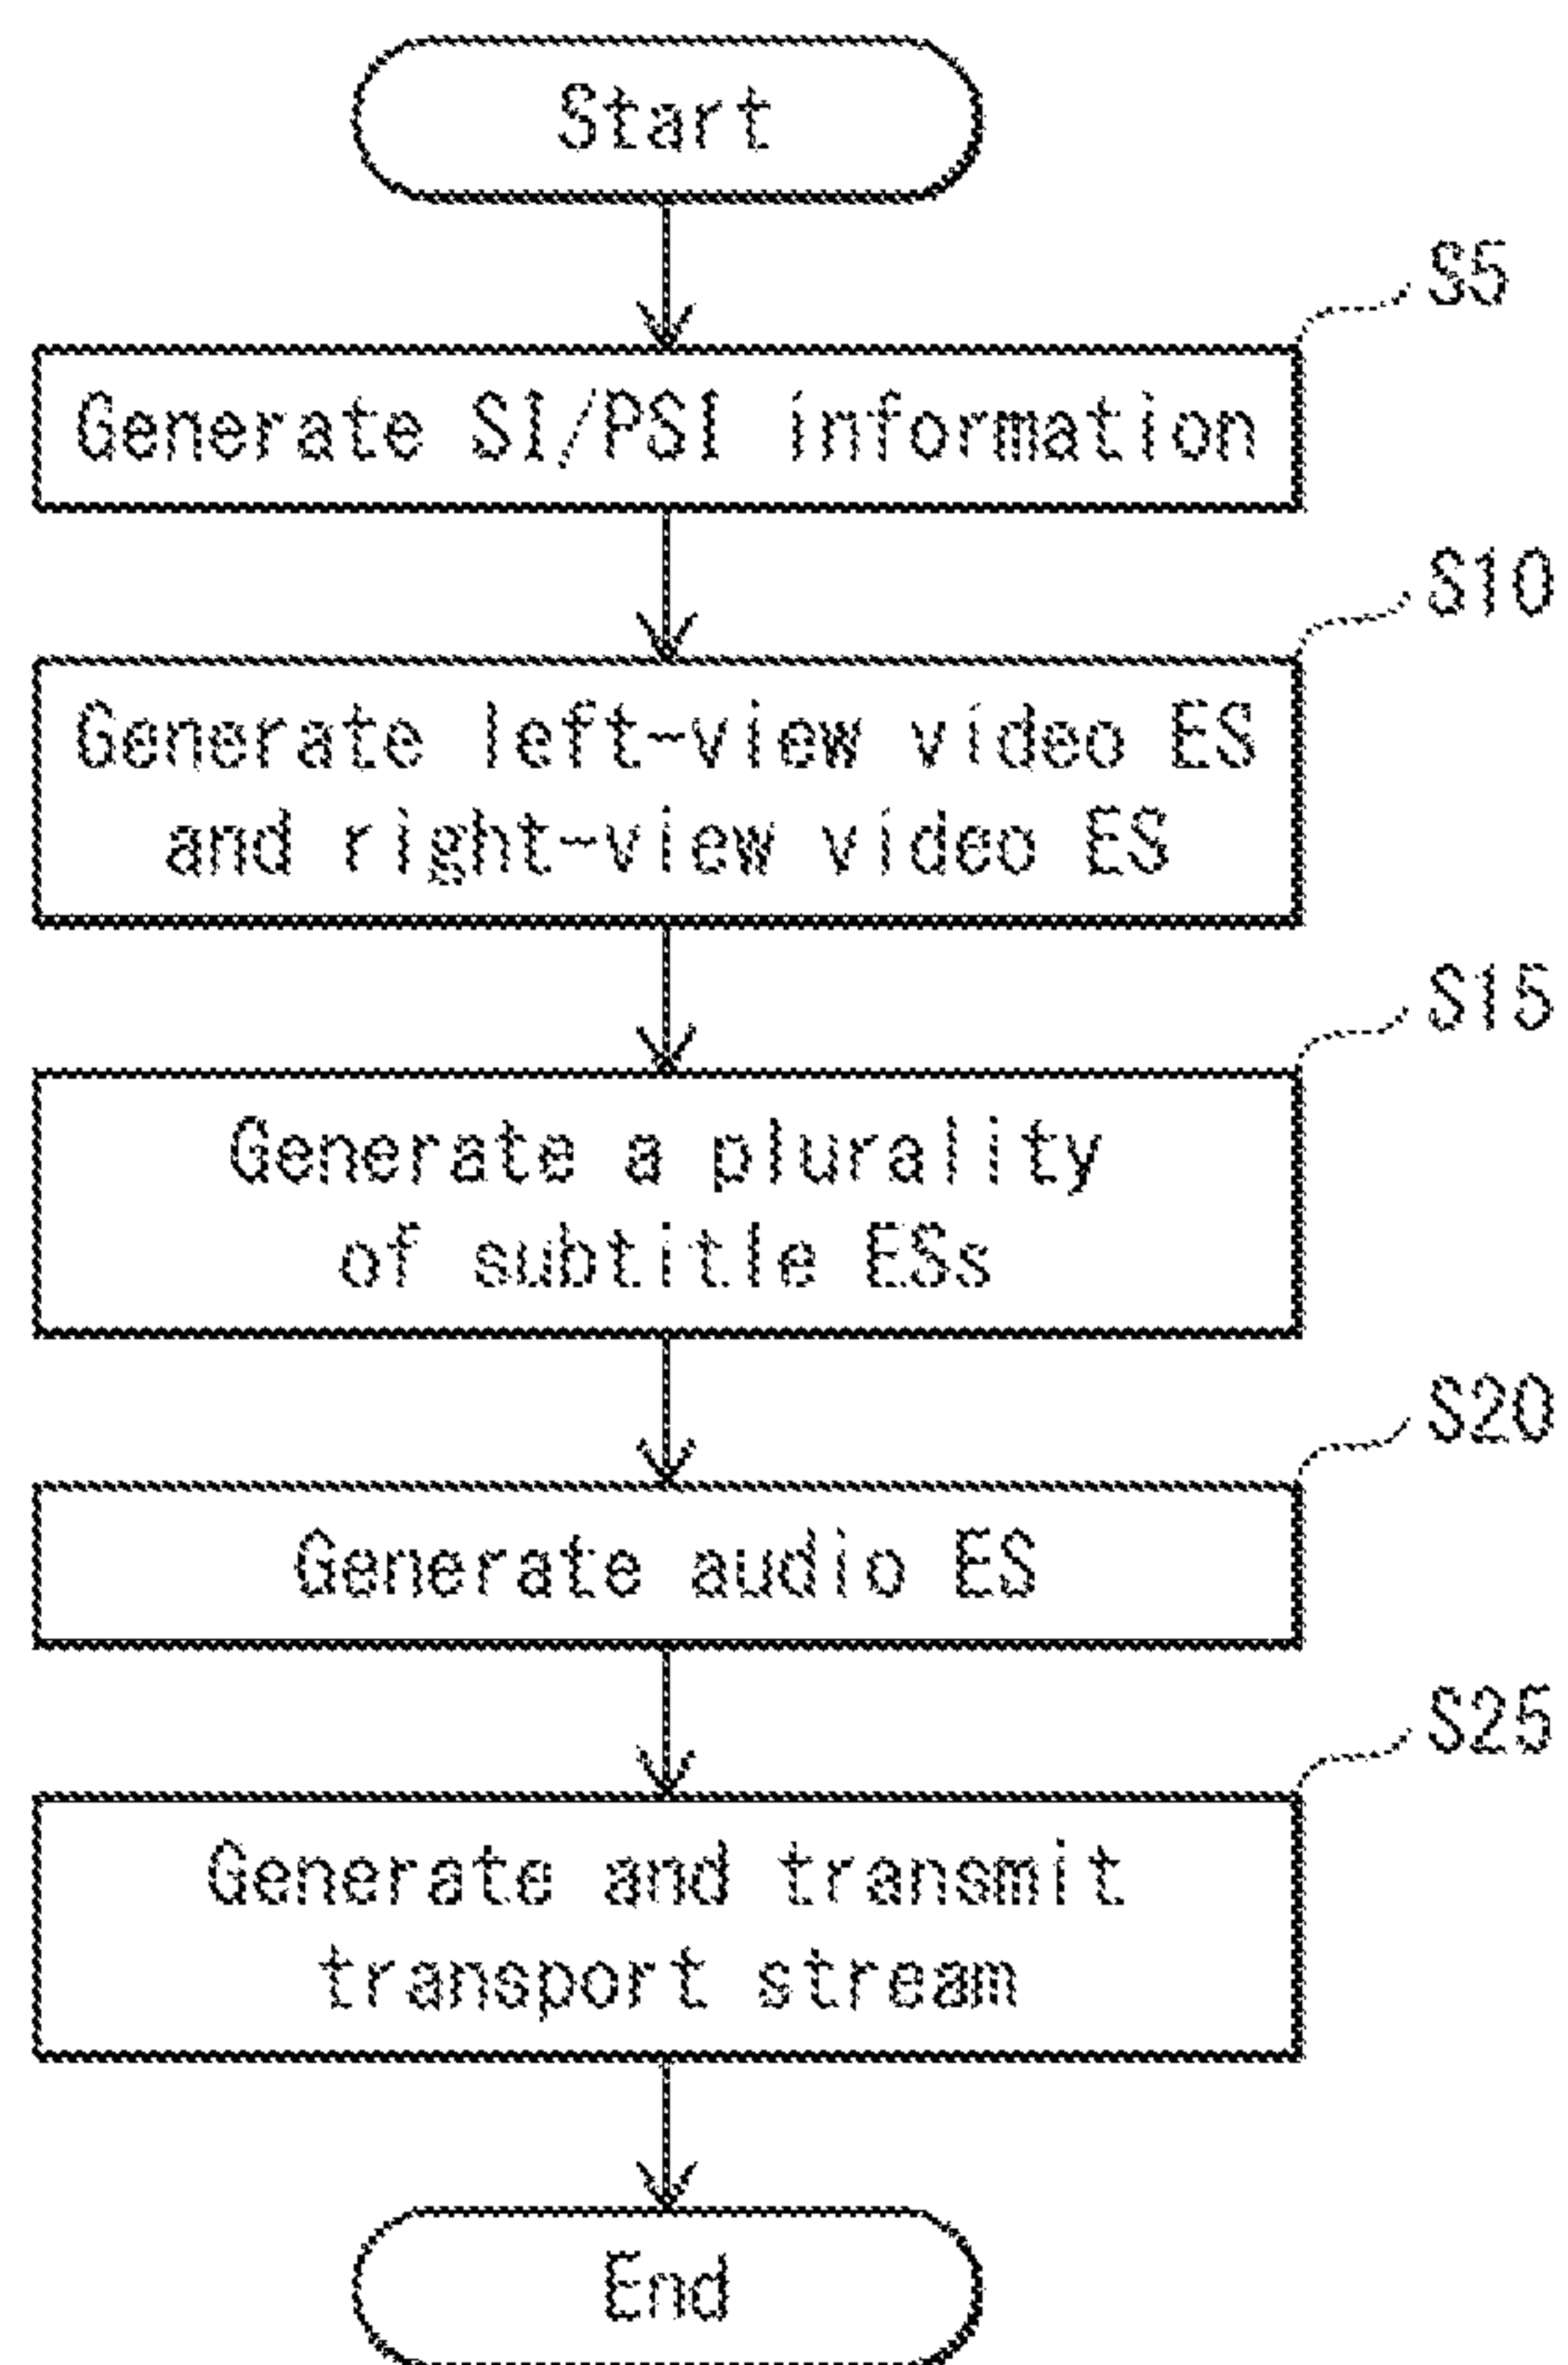 Start
S5
Generate SI/PSI information
S10
Generate left-view video ES
and right-view video ES
S15
Generate a plurality
of subtitle ESs
S20
Generate audio ES
S25
Generate and transmit
transport stream
End